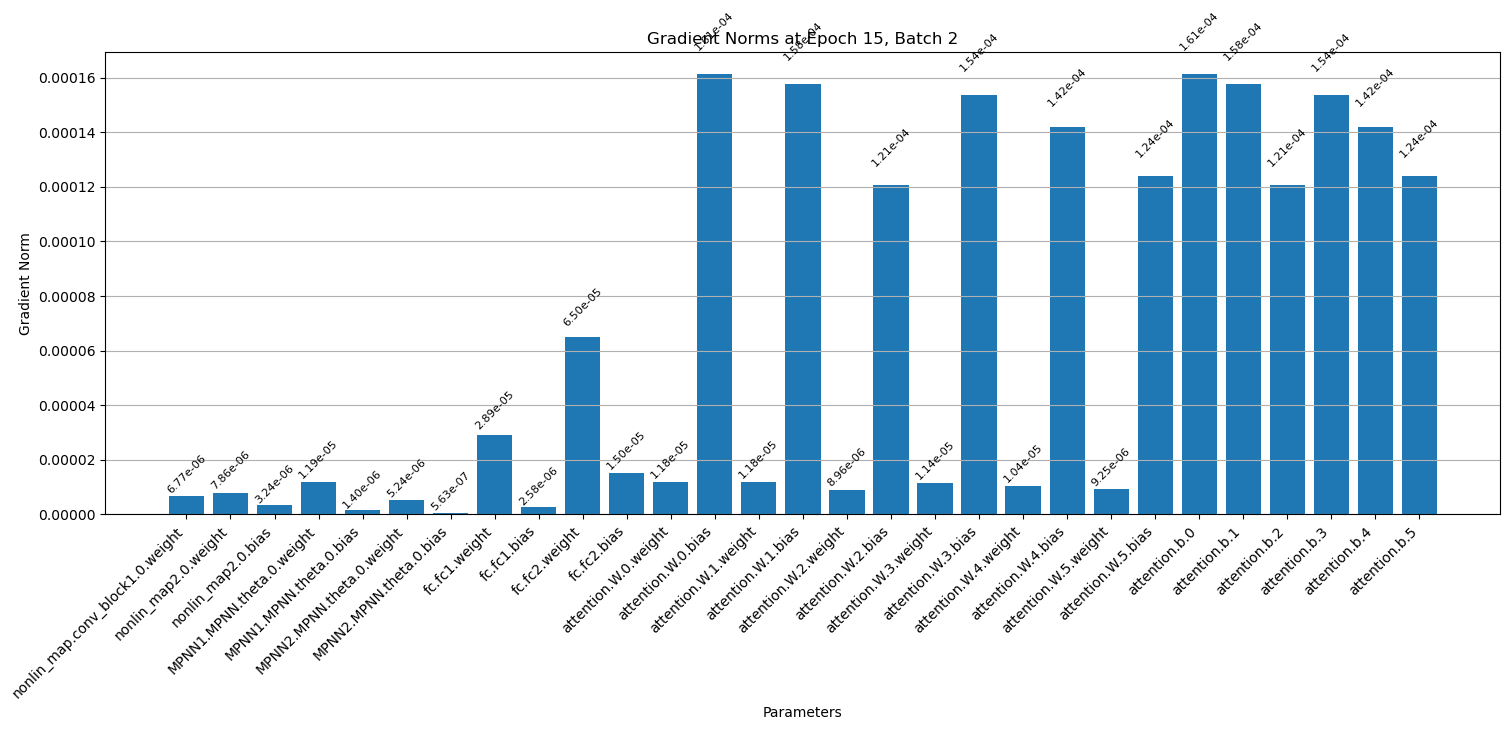 Gradient Norms at Epoch 15, Batch 2
1.61e-04
1.58e-04
1.54e-04
1.61e-04
1.58e-04
1.54e-04
1.42e-04
1.42e-04
1.21e-04
1.24e-04
1.21e-04
1.24e-04
6.50e-05
2.89e-05
6.77e-06
7.86e-06
3.24e-06
1.19e-05
1.40e-06
5.24e-06
5.63e-07
2.58e-06
1.50e-05
1.18e-05
1.18e-05
8.96e-06
1.14e-05
1.04e-05
9.25e-06
0.00016
0.00014
0.00012
0.00010
0.00008
0.00006
0.00004
0.00002
0.00000
Gradient Norm
nonlin_map.conv_block1.0.weight
nonlin_map2.0.weight
nonlin_map2.0.bias
MPNN1.MPNN.theta.0.weight
MPNN1.MPNN.theta.0.bias
MPNN2.MPNN.theta.0.weight
MPNN2.MPNN.theta.0.bias
fc.fc1.weight
fc.fc1.bias
fc.fc2.weight
fc.fc2.bias
attention.W.0.weight
attention.W.0.bias
attention.W.1.weight
attention.W.1.bias
attention.W.2.weight
attention.W.2.bias
attention.W.3.weight
attention.W.3.bias
attention.W.4.weight
attention.W.4.bias
attention.W.5.weight
attention.W.5.bias
attention.b.0
attention.b.1
attention.b.2
attention.b.3
attention.b.4
attention.b.5
Parameters